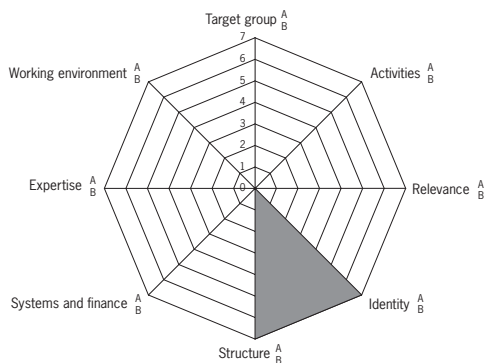 Target group A
B
7
6
5
4
3
2
1
0
Working environment A
B
Activities A
B
Expertise A
B
Relevance A
B
Systems and finance A
B
Identity A
B
Structure A
B